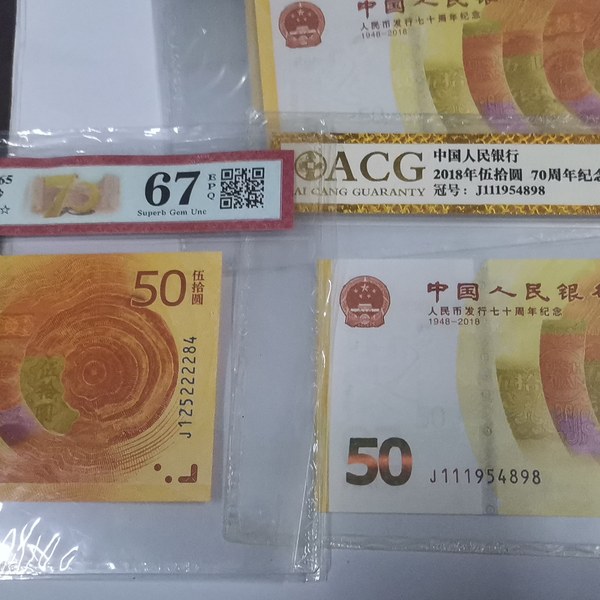 中国人民银
人民币发行七十周年纪念
1948-2018
65
67
EPQ
Superb Gem Unc
70
ACG
AI CANG GUARANTY
中国人民银行
2018年伍拾圆 70周年纪念
冠号：J111954898
50
伍拾圆
J125222284
中国人民银
人民币发行七十周年纪念
1948-2018
50
J111954898